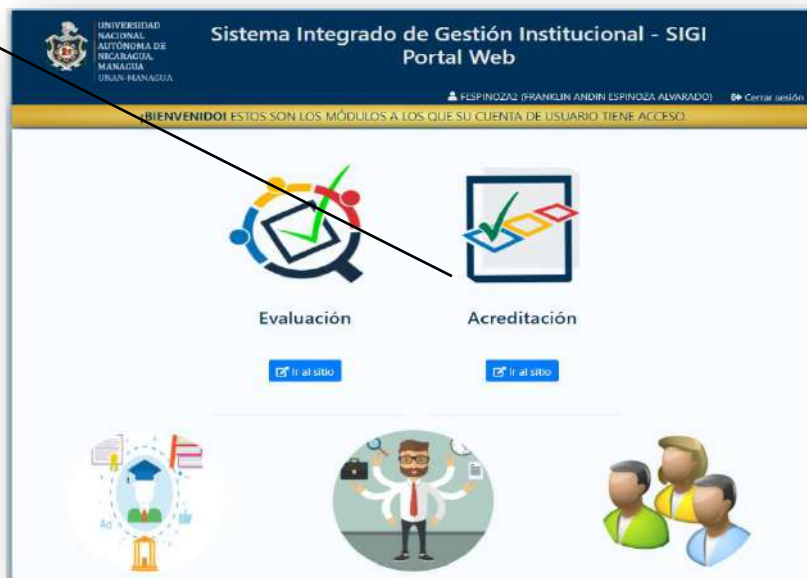 UNIVERSIDAD
NACIONAL
AUTÓNOMA DE
NICARAGUA,
MANAGUA
UNAN-MANAGUA
Sistema Integrado de Gestión Institucional - SIGI
Portal Web
FESPINOZA2 (FRANKLIN ANDIN ESPINOZA ALVARADO)
Cerrar sesión
¡BIENVENIDO! ESTOS SON LOS MÓDULOS A LOS QUE SU CUENTA DE USUARIO TIENE ACCESO.
Evaluación
Acreditación
Ir al sitio
Ir al sitio